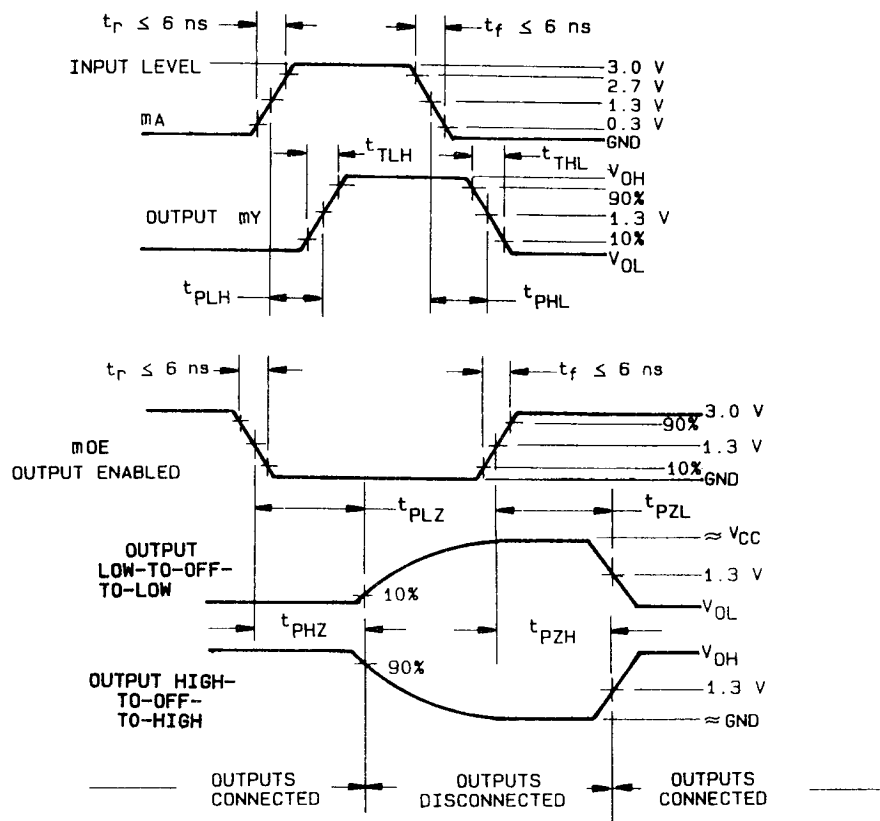 tr ≤ 6 ns
tf ≤ 6 ns
INPUT LEVEL
3.0 V
2.7 V
1.3 V
0.3 V
GND
mA
tTLH
tTHL
VOH
90%
1.3 V
10%
VOL
OUTPUT mY
tPLH
tPHL
tr ≤ 6 ns
tf ≤ 6 ns
3.0 V
90%
1.3 V
10%
GND
mOE
OUTPUT ENABLED
tPLZ
tPZL
≈ VCC
OUTPUT
LOW-TO-OFF-
TO-LOW
1.3 V
10%
VOL
tPHZ
tPZH
VOH
90%
OUTPUT HIGH-
TO-OFF-
TO-HIGH
1.3 V
≈ GND
OUTPUTS
CONNECTED
OUTPUTS
DISCONNECTED
OUTPUTS
CONNECTED